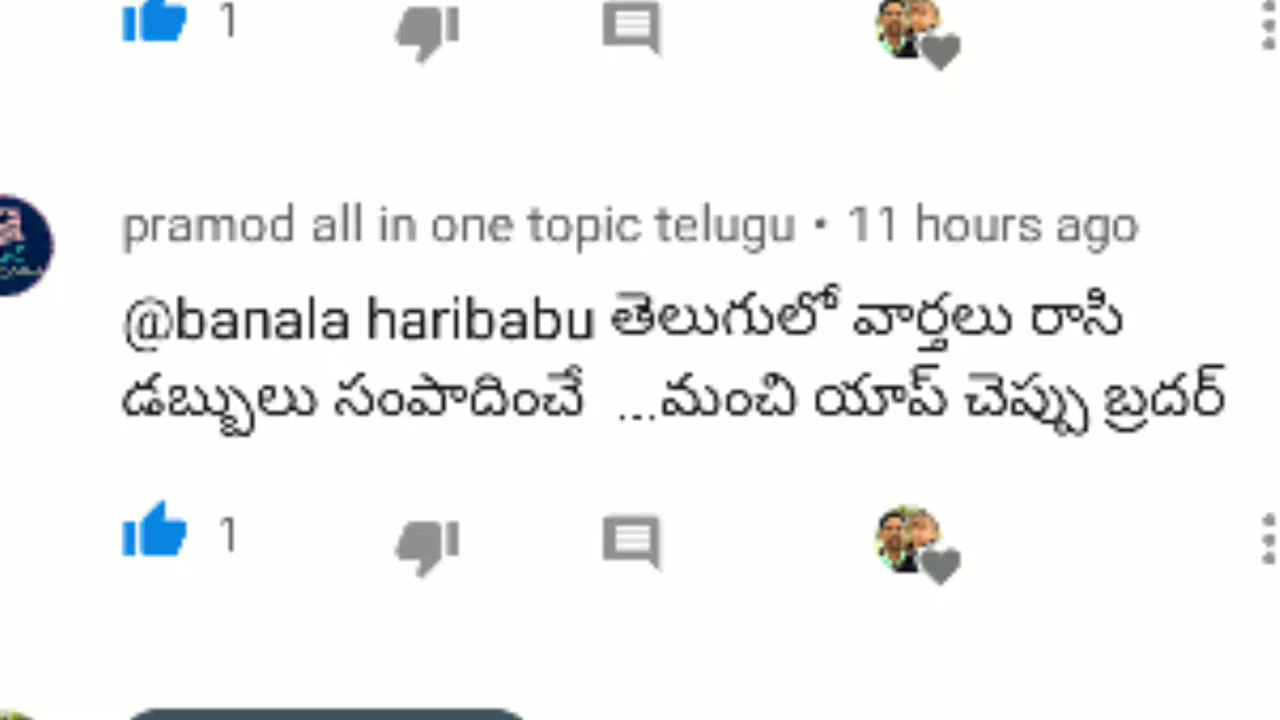 1
pramod all in one topic telugu • 11 hours ago
@banala haribabu తెలుగులో వార్తలు రాసి
డబ్బులు సంపాదించే ...మంచి యాప్ చెప్పు బ్రదర్
1